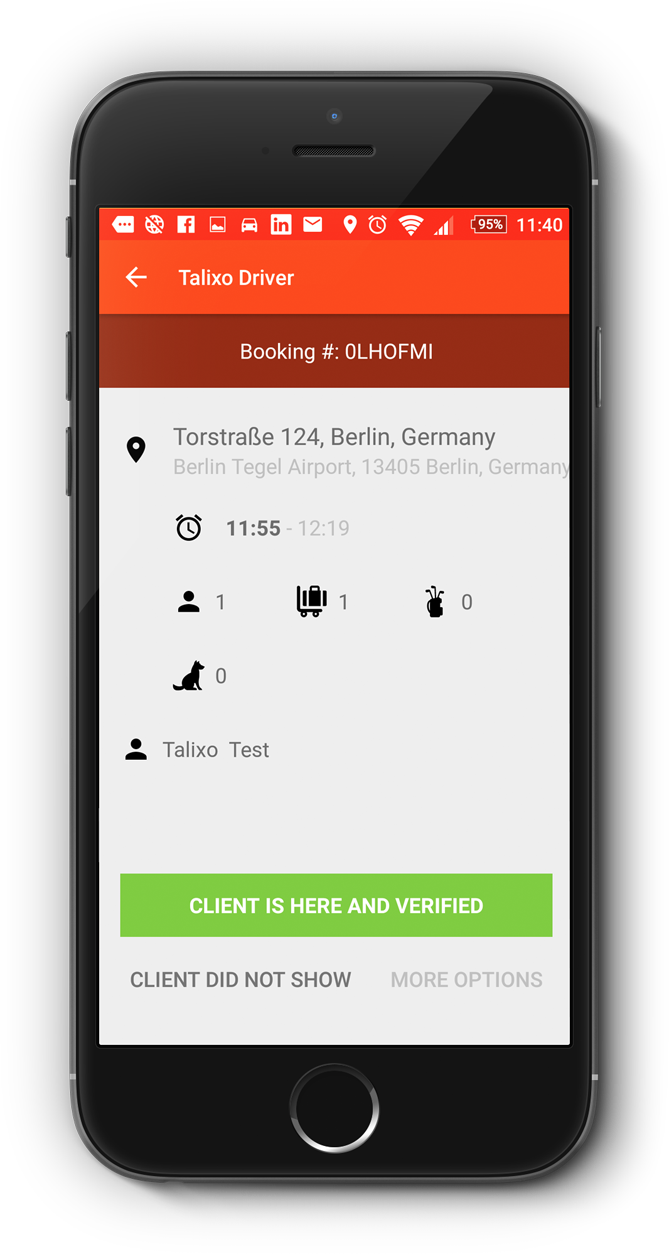 95% 11:40
Talixo Driver
Booking #: 0LHOFMI
Torstraße 124, Berlin, Germany
Berlin Tegel Airport, 13405 Berlin, Germany
11:55 - 12:19
1 1 0
0
Talixo Test
CLIENT IS HERE AND VERIFIED
CLIENT DID NOT SHOW MORE OPTIONS